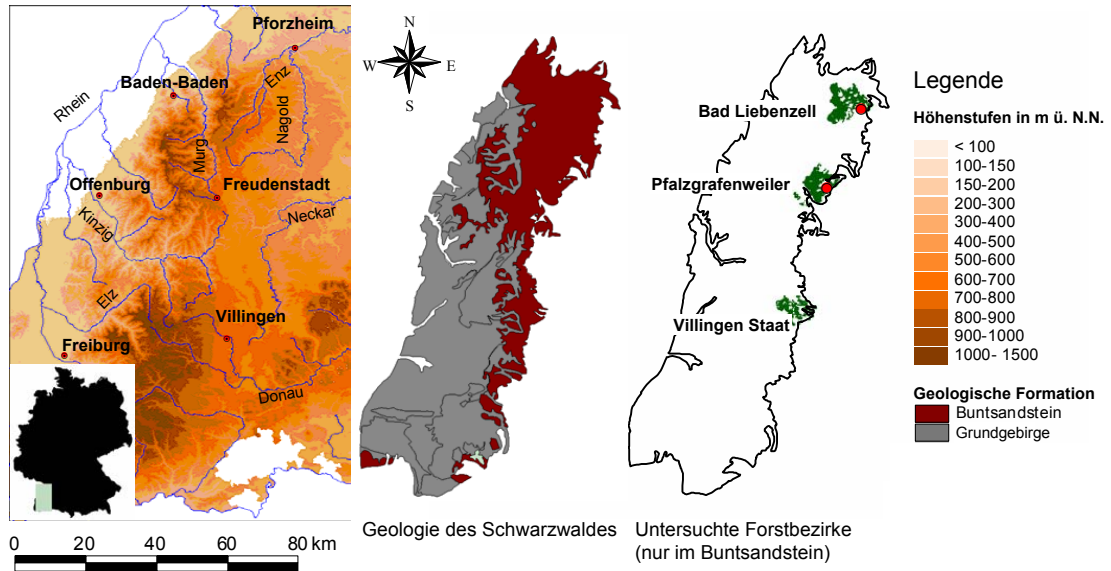 Pforzheim
Baden-Baden
Enz
Rhein
Nagold
Murg
Offenburg
Freudenstadt
Kinzig
Neckar
Elz
Villingen
Freiburg
Donau
0 20 40 60 80 km
N
W E
S
Geologie des Schwarzwaldes
Bad Liebenzell
Pfalzgrafenweiler
Villingen Staat
Untersuchte Forstbezirke
(nur im Buntsandstein)
Legende
Höhenstufen in m ü. N.N.
< 100
100-150
150-200
200-300
300-400
400-500
500-600
600-700
700-800
800-900
900-1000
1000- 1500
Geologische Formation
Buntsandstein
Grundgebirge